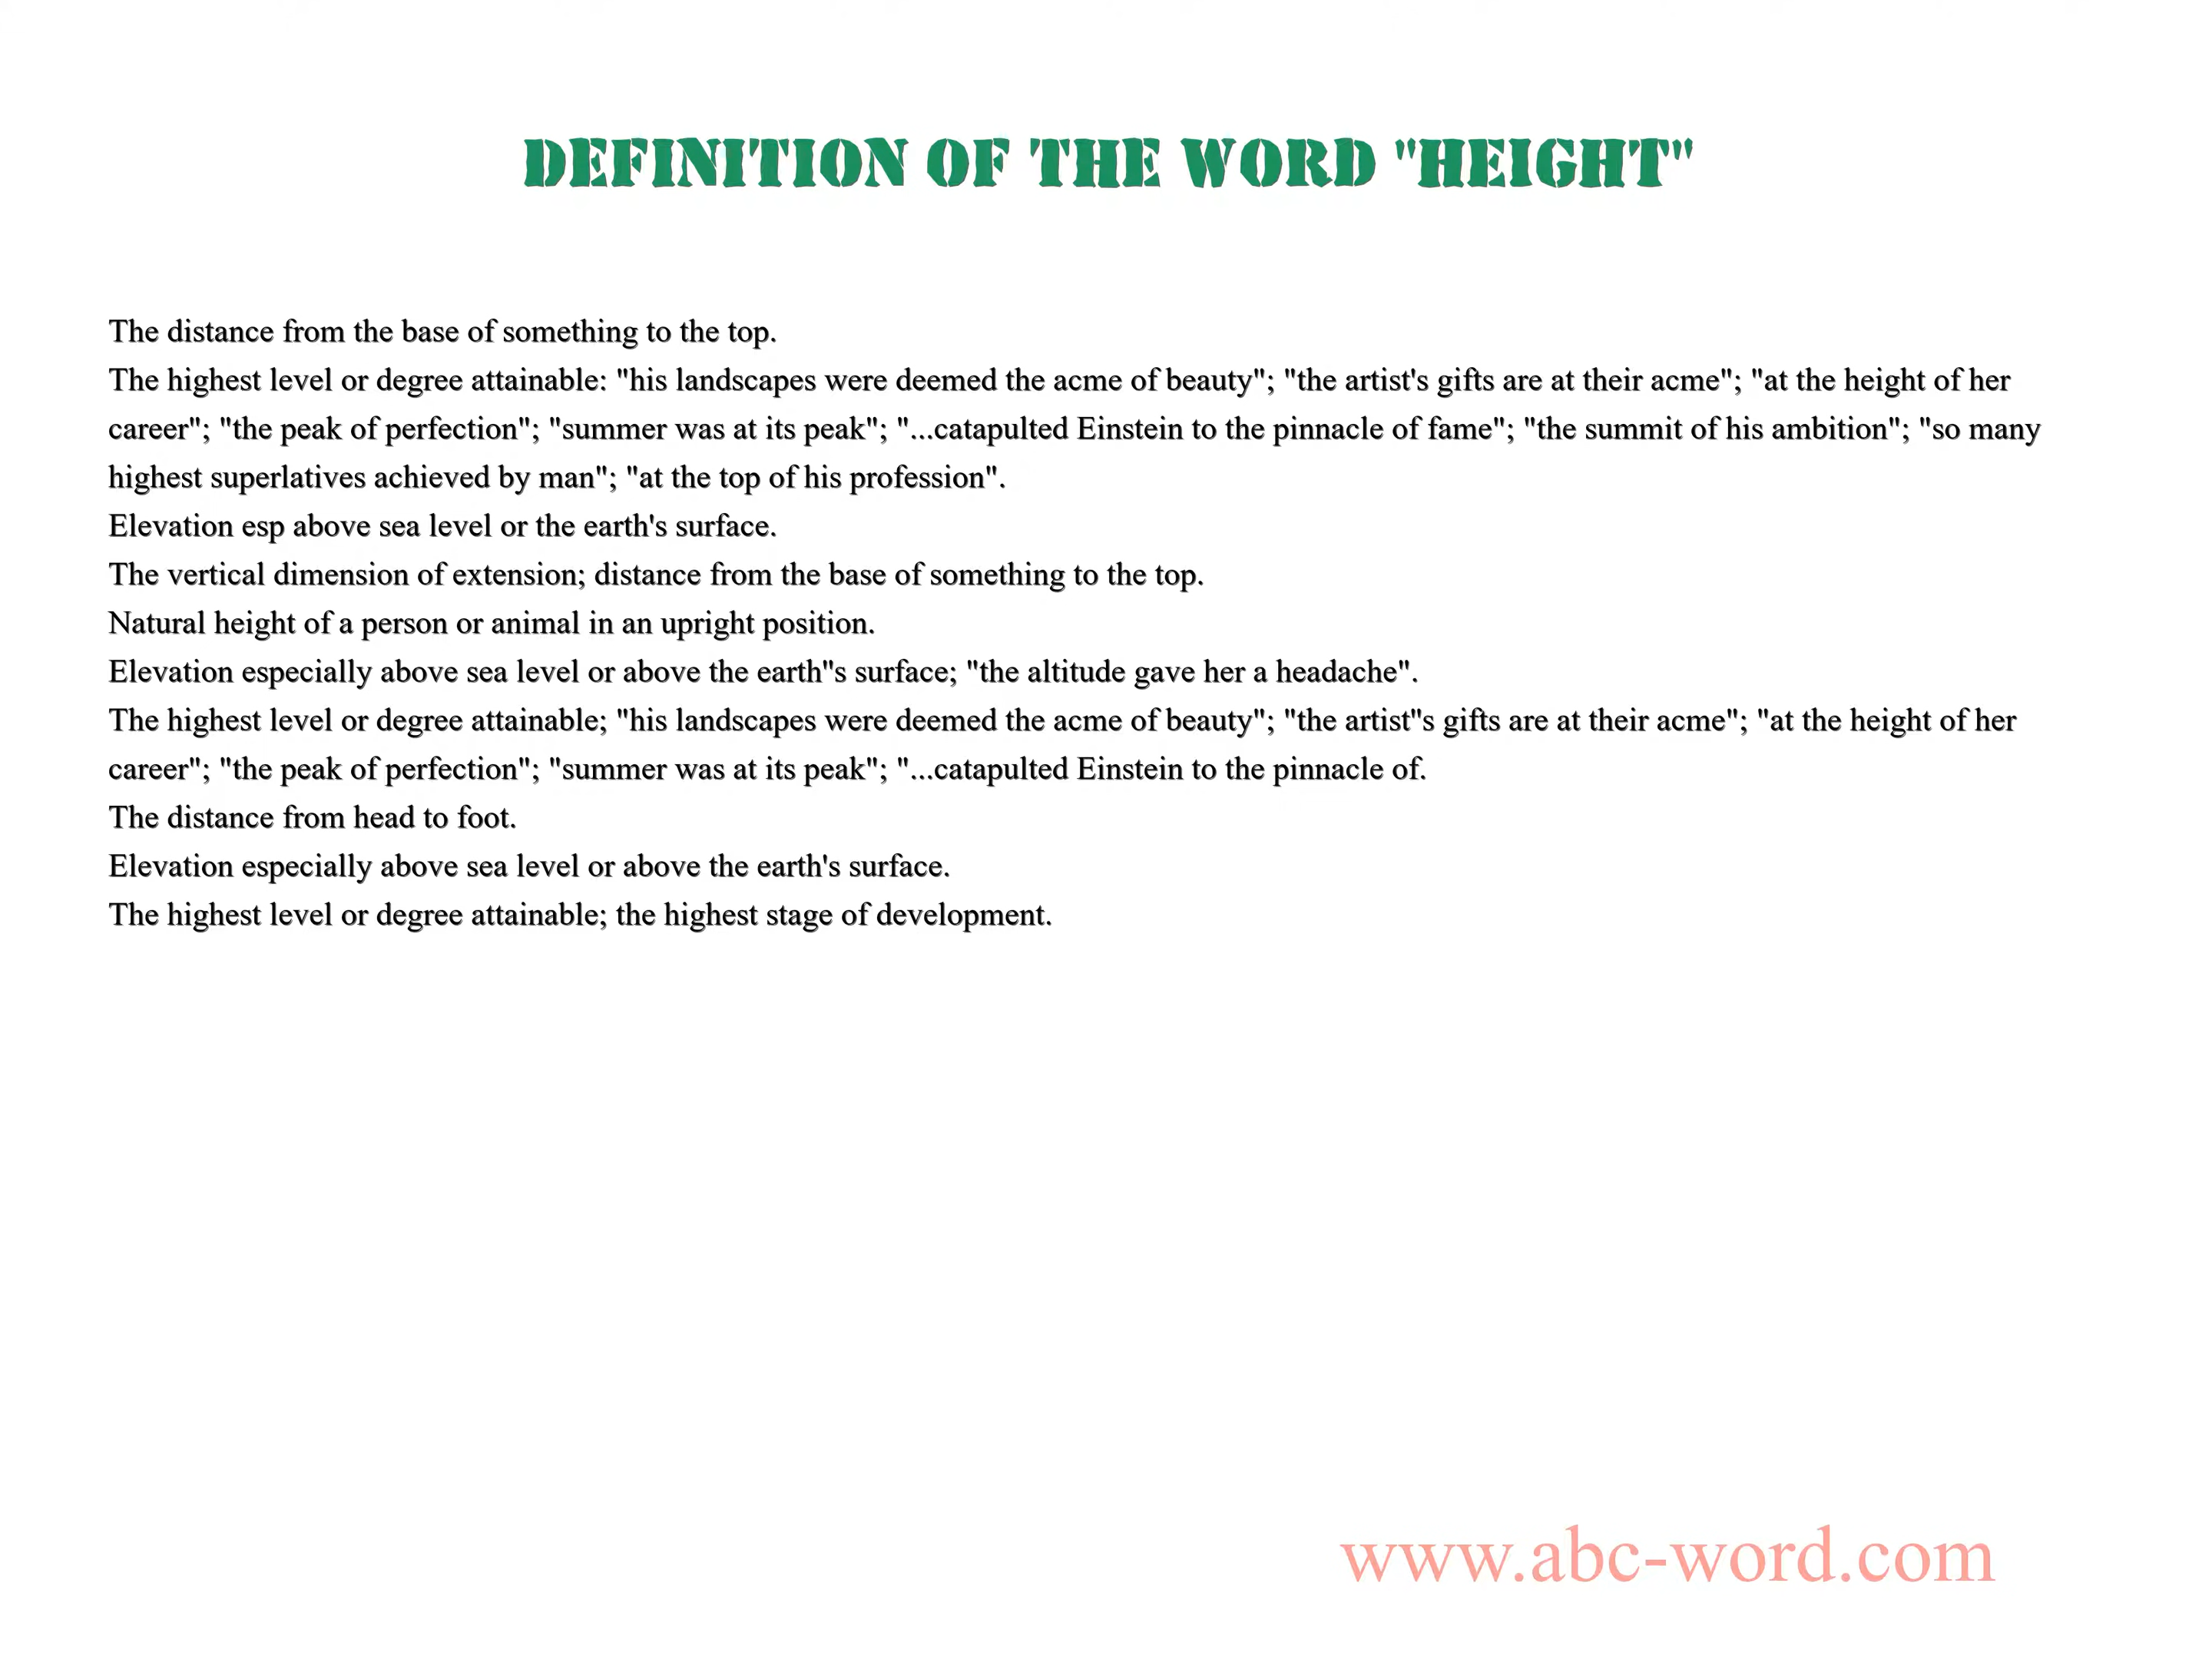 DEFINITION OF THE WORD "HEIGHT"
The distance from the base of something to the top.
The highest level or degree attainable: "his landscapes were deemed the acme of beauty"; "the artist's gifts are at their acme"; "at the height of her
career"; "the peak of perfection"; "summer was at its peak"; "...catapulted Einstein to the pinnacle of fame"; "the summit of his ambition"; "so many
highest superlatives achieved by man"; "at the top of his profession".
Elevation esp above sea level or the earth's surface.
The vertical dimension of extension; distance from the base of something to the top.
Natural height of a person or animal in an upright position.
Elevation especially above sea level or above the earth''s surface; "the altitude gave her a headache".
The highest level or degree attainable; "his landscapes were deemed the acme of beauty"; "the artist''s gifts are at their acme"; "at the height of her
career"; "the peak of perfection"; "summer was at its peak"; "...catapulted Einstein to the pinnacle of.
The distance from head to foot.
Elevation especially above sea level or above the earth's surface.
The highest level or degree attainable; the highest stage of development.
www.abc-word.com